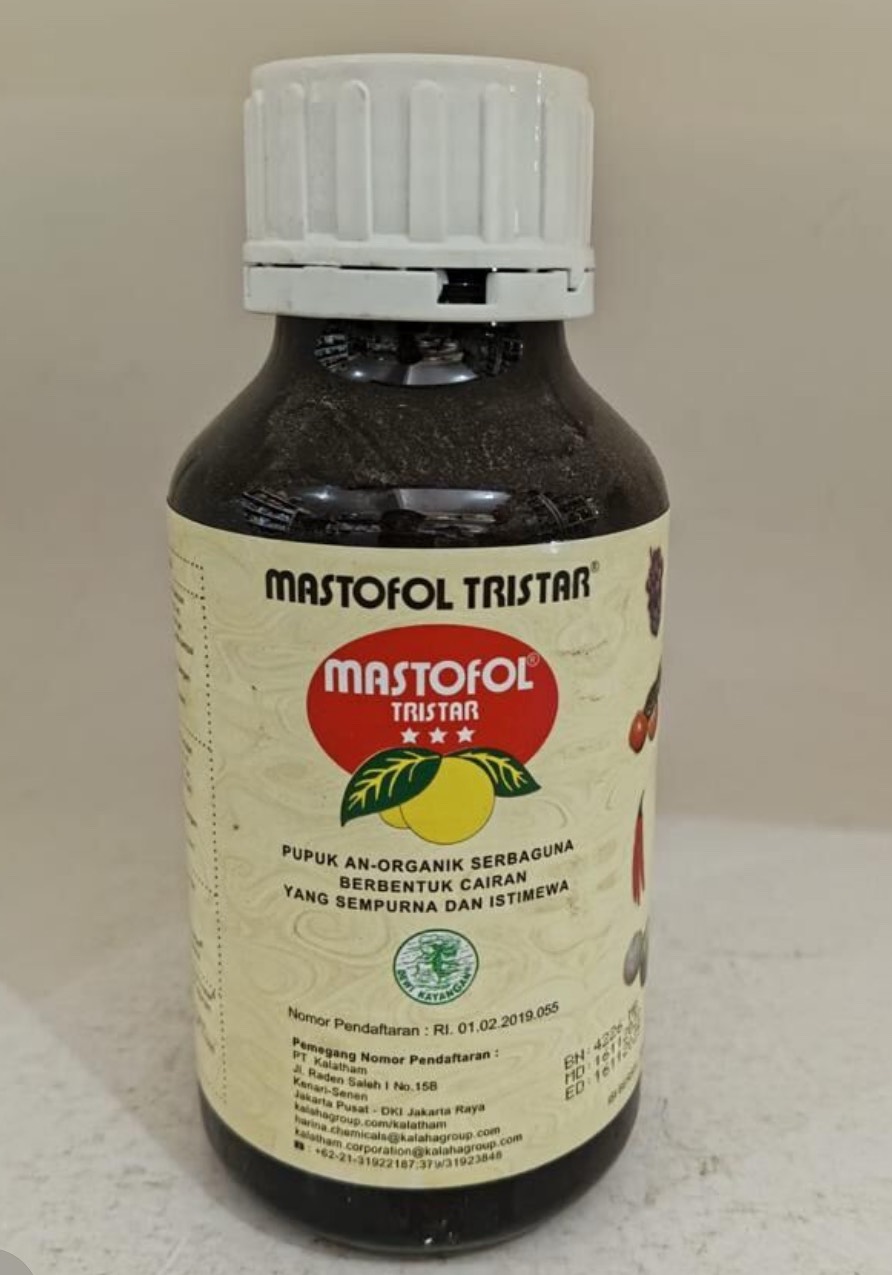 MASTOFOL TRISTAR®
MASTOFOL®
TRISTAR
PUPUK AN-ORGANIK SERBAGUNA
BERBENTUK CAIRAN
YANG SEMPURNA DAN ISTIMEWA
DEWI KAYANGAN
Nomor Pendaftaran : RI. 01.02.2019.055
Pemegang Nomor Pendaftaran :
PT Kalatham
Jl. Raden Saleh I No.15B
Kenari-Senen
Jakarta Pusat - DKI Jakarta Raya
kalahagroup.com/kalatham
harina.chemicals@kalahagroup.com
kalatham.corporation@kalahagroup.com
: +62-21-31922187;379/31923848
BN : 4226
MD :
ED :